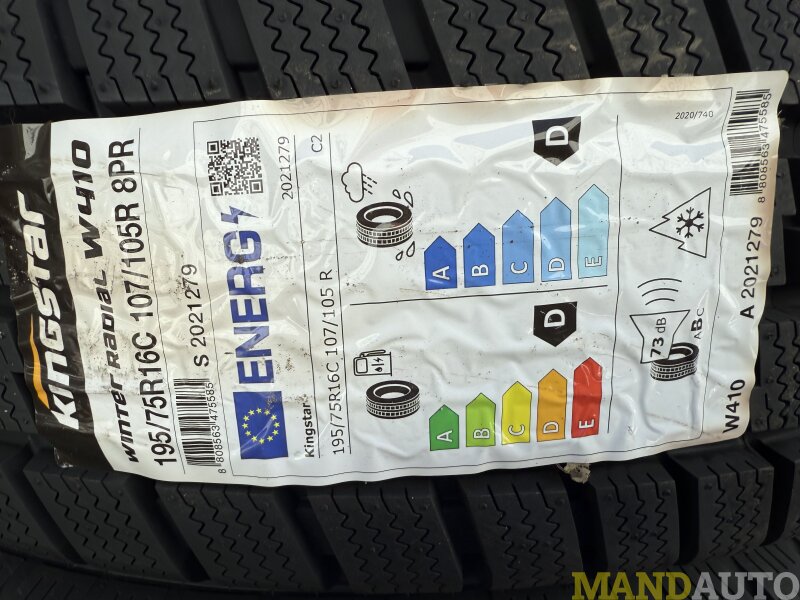 Kingstar
WINTER RADIAL W410
195/75R16C 107/105R 8PR
S 2021279
8 808563 475585
ENERG
2021279
Kingstar
195/75R16C 107/105 R
C2
D
A
B
C
D
E
D
A
B
C
D
E
73 dB
ABC
2020/740
W410
A 2021279
8 808563 475585
MANDAUTO